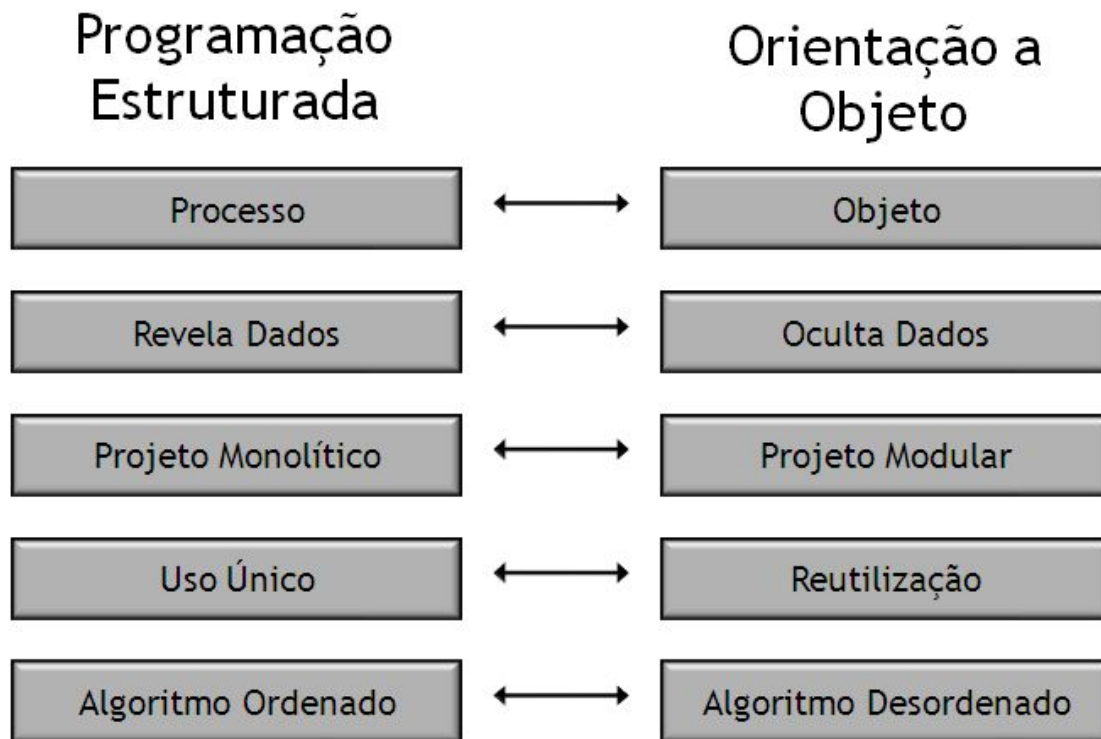 Programação
Estruturada
Orientação a
Objeto
Processo
Objeto
Revela Dados
Oculta Dados
Projeto Monolítico
Projeto Modular
Uso Único
Reutilização
Algoritmo Ordenado
Algoritmo Desordenado